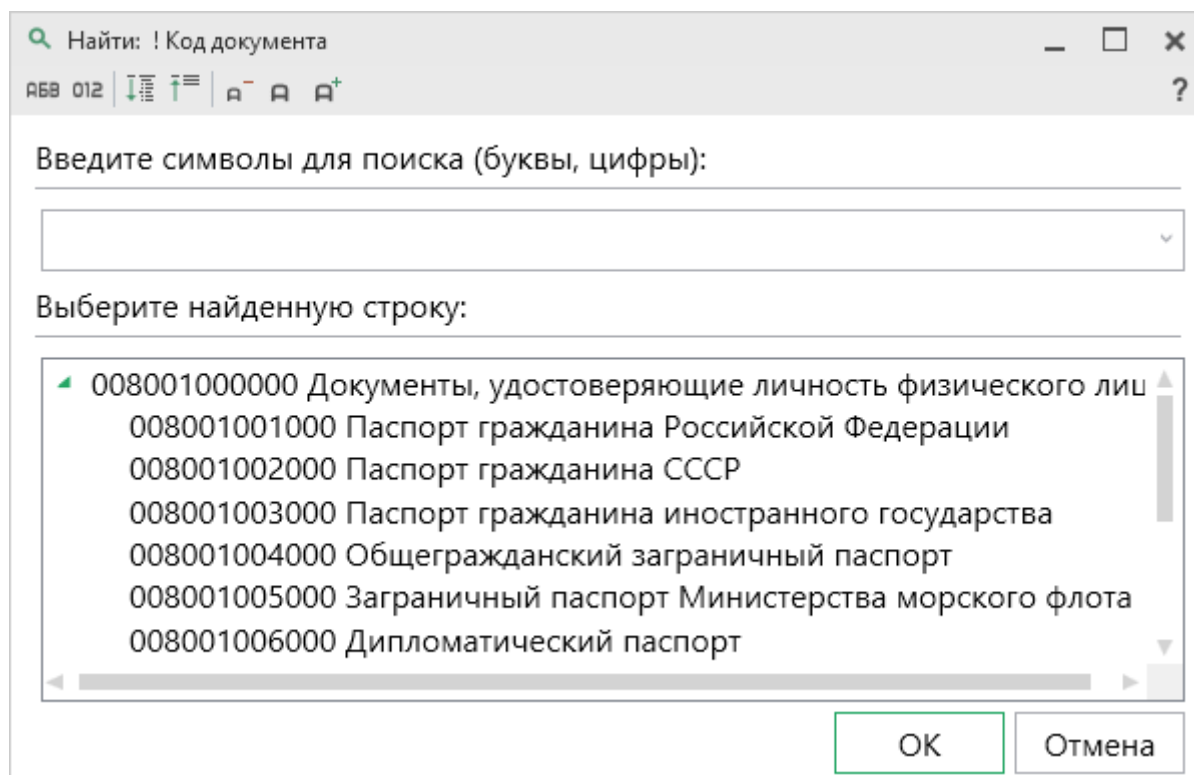 Найти: ! Код документа
АБВ 012 а⁻ а а⁺ ?
Введите символы для поиска (буквы, цифры):
Выберите найденную строку:
008001000000 Документы, удостоверяющие личность физического лиц
008001001000 Паспорт гражданина Российской Федерации
008001002000 Паспорт гражданина СССР
008001003000 Паспорт гражданина иностранного государства
008001004000 Общегражданский заграничный паспорт
008001005000 Заграничный паспорт Министерства морского флота
008001006000 Дипломатический паспорт
ОК Отмена